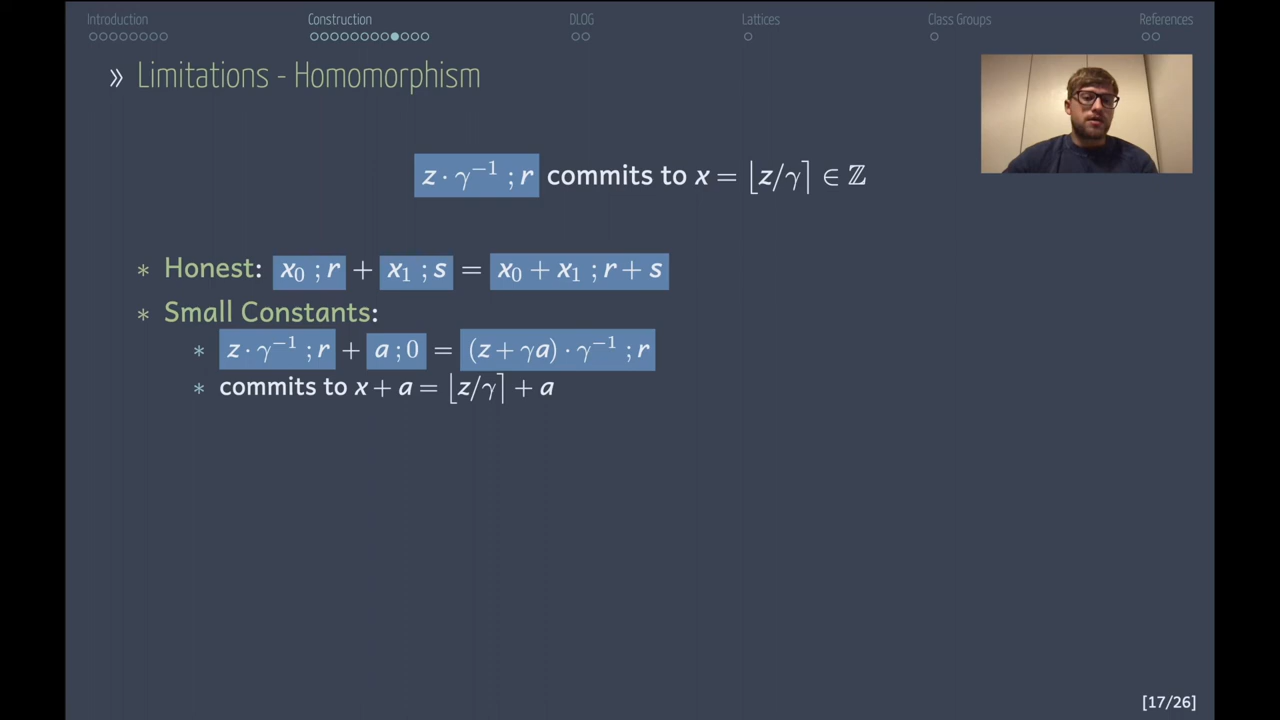 Introduction Construction DLOG Lattices Class Groups References
» Limitations - Homomorphism
z · γ⁻¹ ; r commits to x = ⌊z/γ⌉ ∈ ℤ
* Honest: x₀ ; r + x₁ ; s = x₀ + x₁ ; r + s
* Small Constants:
* z · γ⁻¹ ; r + a ; 0 = (z + γa) · γ⁻¹ ; r
* commits to x + a = ⌊z/γ⌉ + a
[17/26]